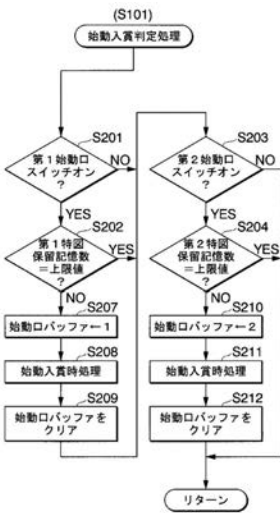 (S101)
始動入賞判定処理
S201
第1始動口
スイッチオン
?
NO
YES
S202
第1特図
保留記憶数
=上限値
?
YES
NO
S207
始動口バッファー1
S208
始動入賞時処理
S209
始動口バッファを
クリア
S203
第2始動口
スイッチオン
?
NO
YES
S204
第2特図
保留記憶数
=上限値
?
YES
NO
S210
始動口バッファー2
S211
始動入賞時処理
S212
始動口バッファを
クリア
リターン